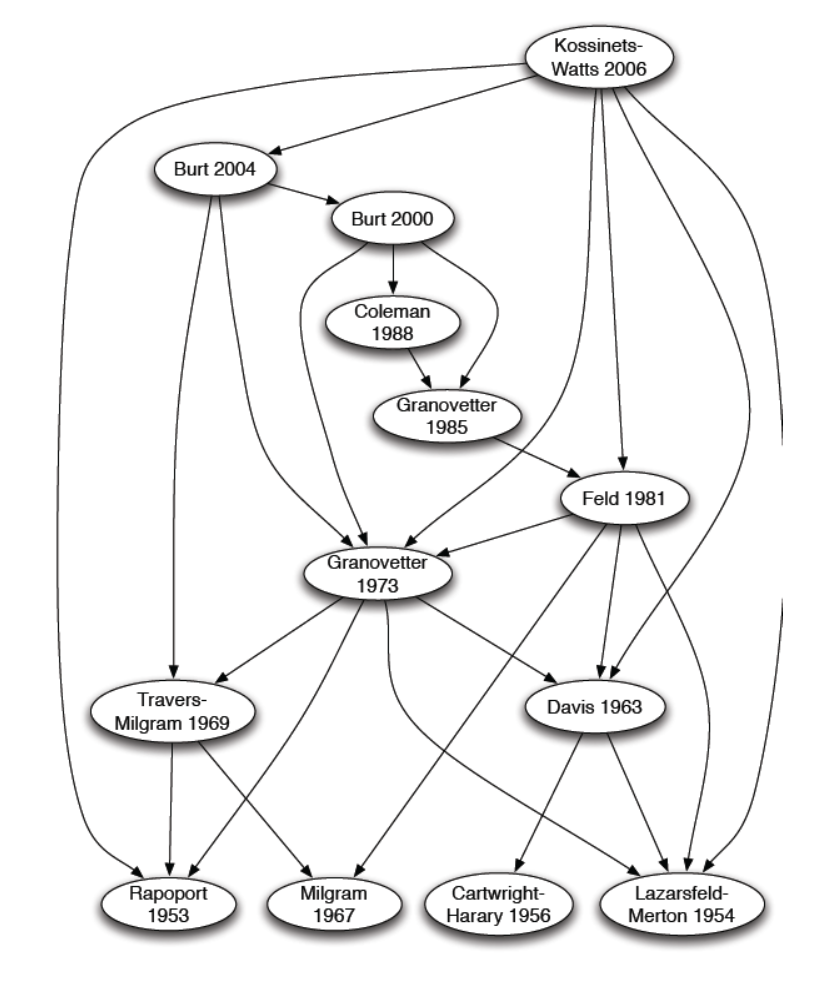 Kossinets-
Watts 2006
Burt 2004
Burt 2000
Coleman
1988
Granovetter
1985
Feld 1981
Granovetter
1973
Travers-
Milgram 1969
Davis 1963
Rapoport
1953
Milgram
1967
Cartwright-
Harary 1956
Lazarsfeld-
Merton 1954